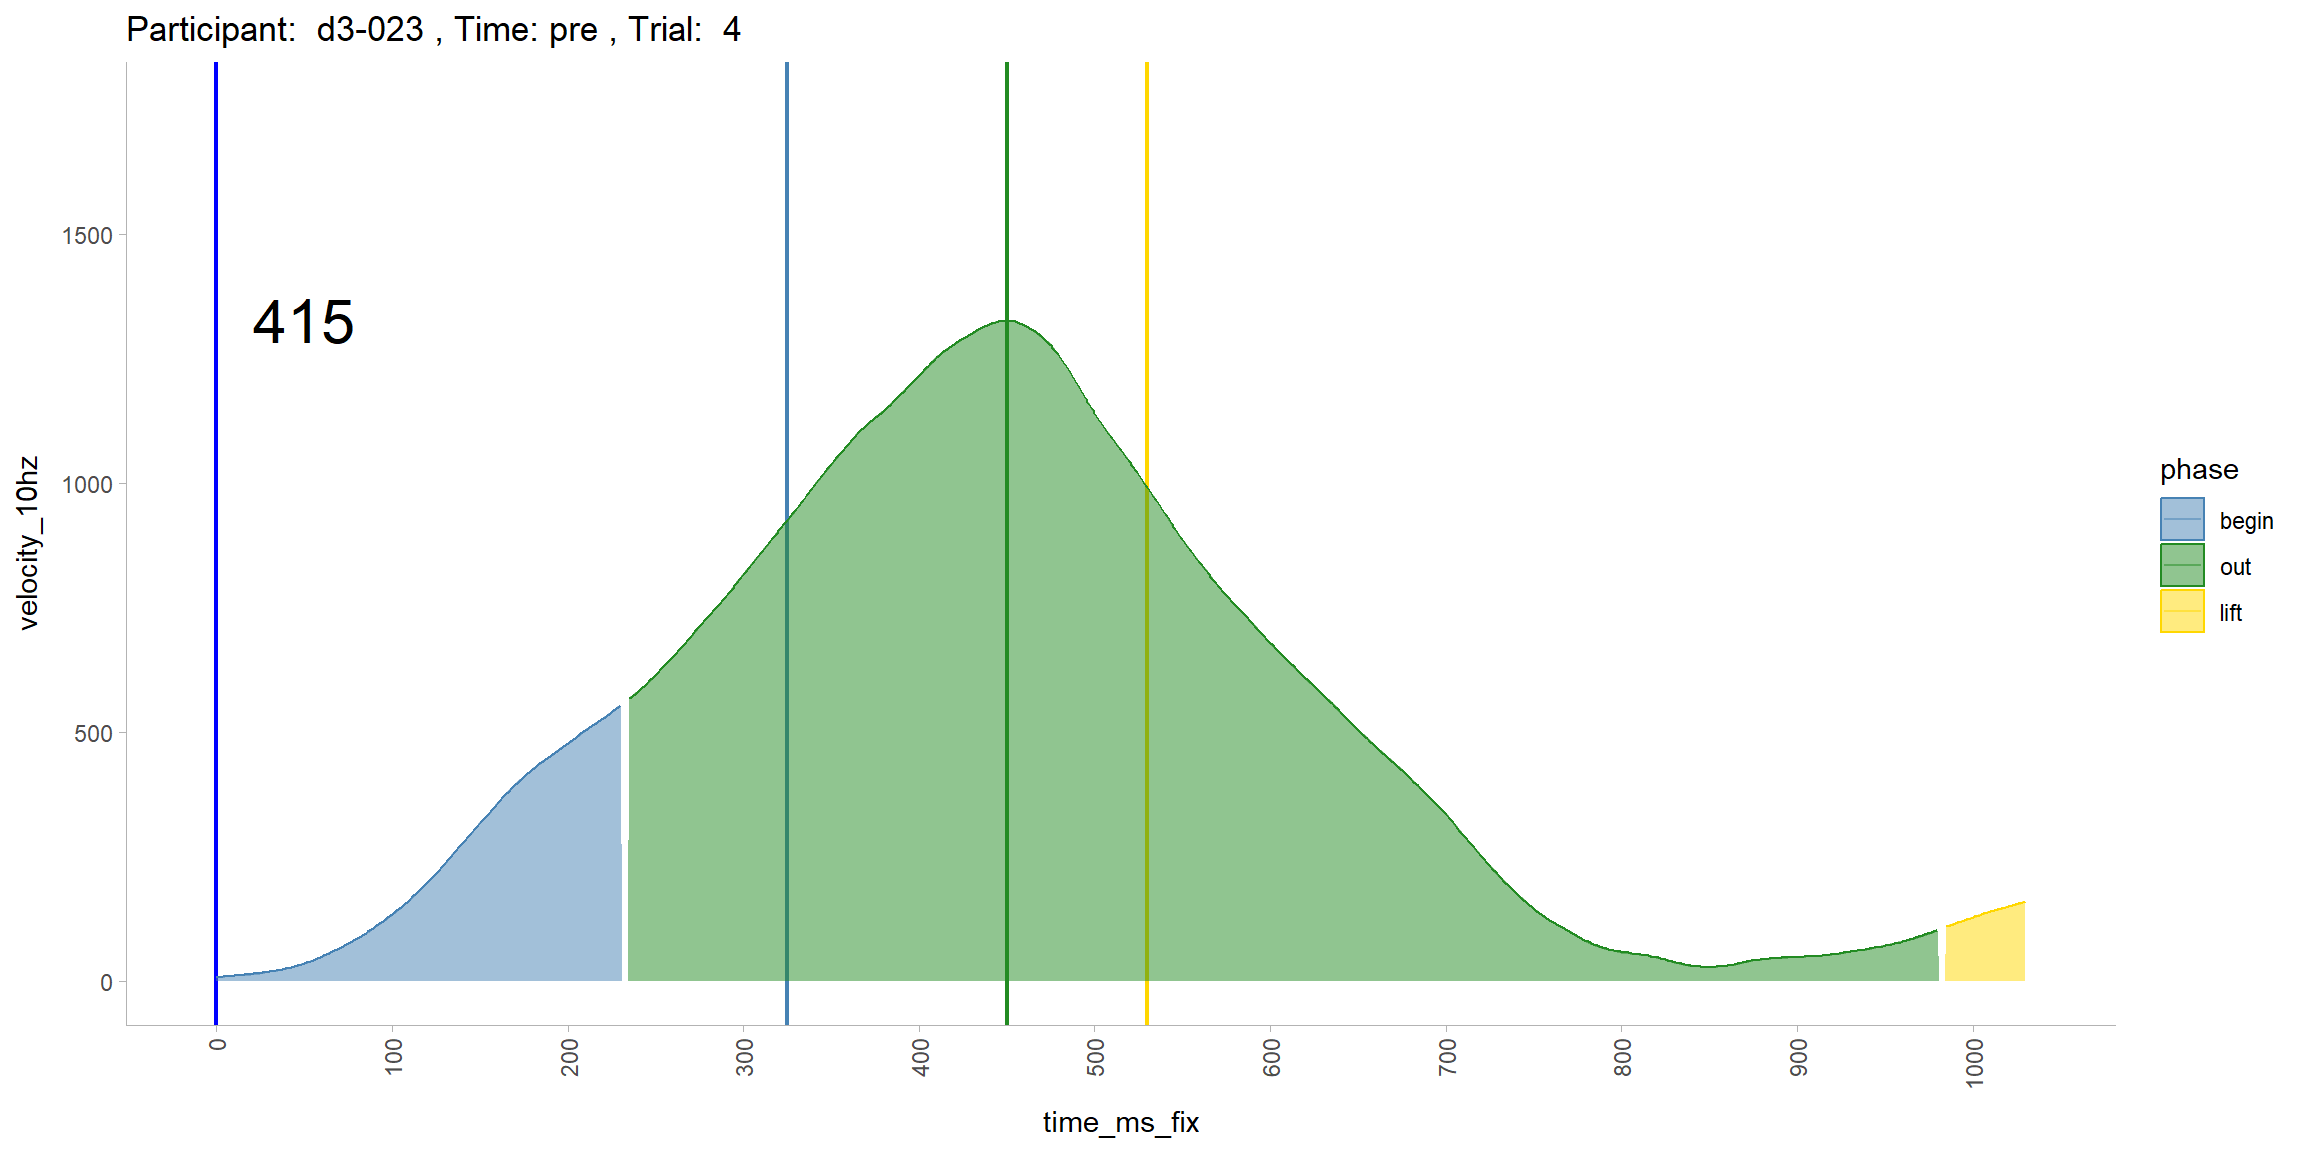 Participant:  d3-023 , Time: pre , Trial:  4
415
velocity_10hz
1500
1000
500
0
0 100 200 300 400 500 600 700 800 900 1000
time_ms_fix
phase
begin
out
lift